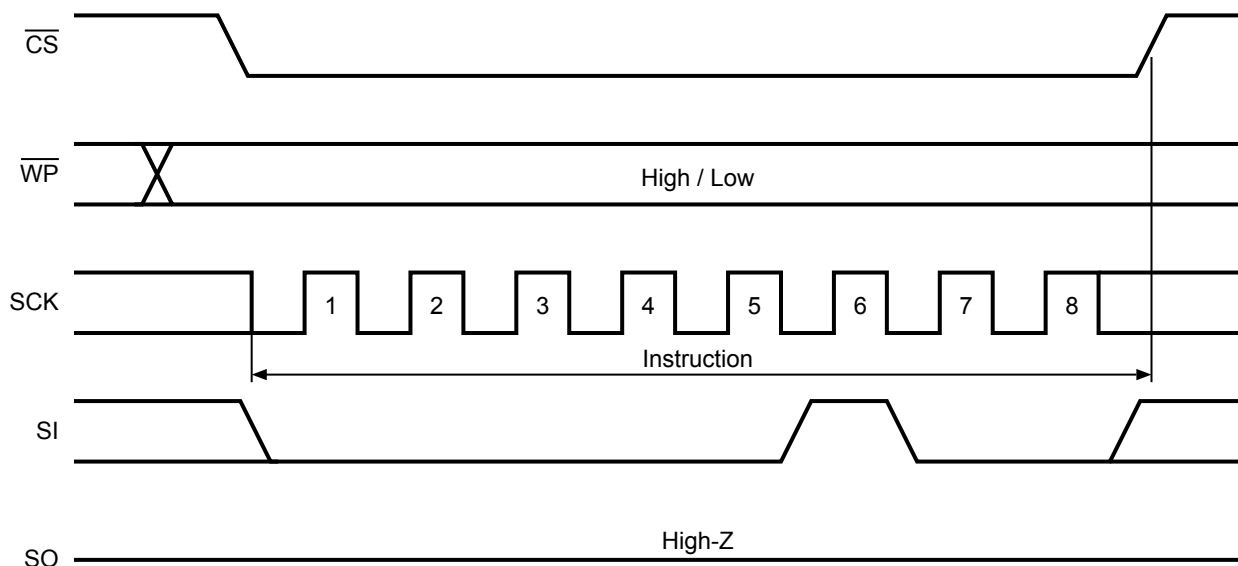 CS
WP
High / Low
SCK
1 2 3 4 5 6 7 8
Instruction
SI
High-Z
SO